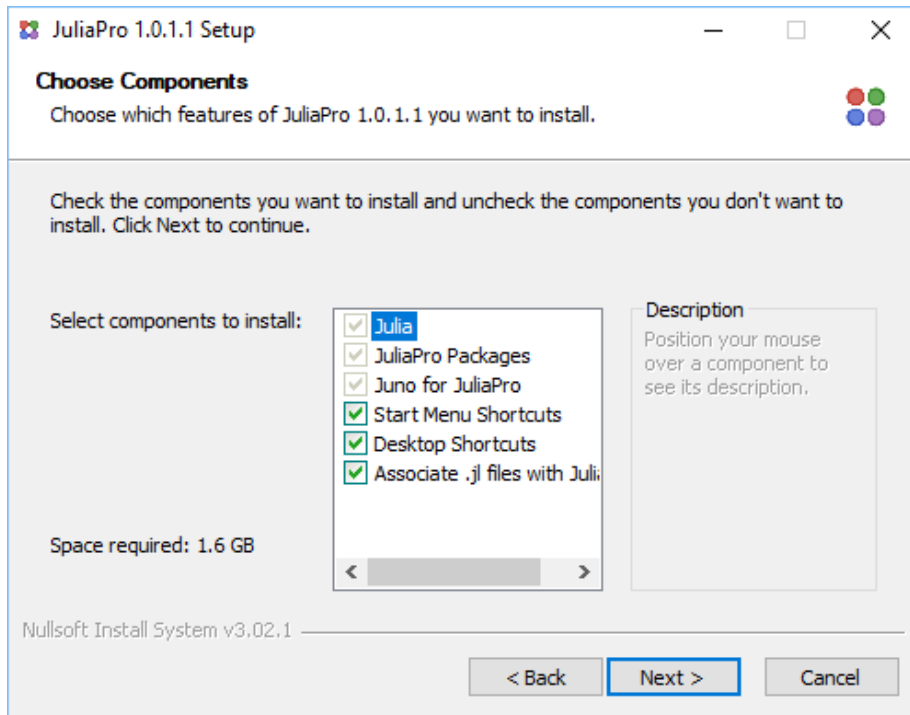 JuliaPro 1.0.1.1 Setup
Choose Components
Choose which features of JuliaPro 1.0.1.1 you want to install.
Check the components you want to install and uncheck the components you don't want to
install. Click Next to continue.
Select components to install:
Julia
JuliaPro Packages
Juno for JuliaPro
Start Menu Shortcuts
Desktop Shortcuts
Associate .jl files with Juli
Description
Position your mouse
over a component to
see its description.
Space required: 1.6 GB
Nullsoft Install System v3.02.1
< Back
Next >
Cancel